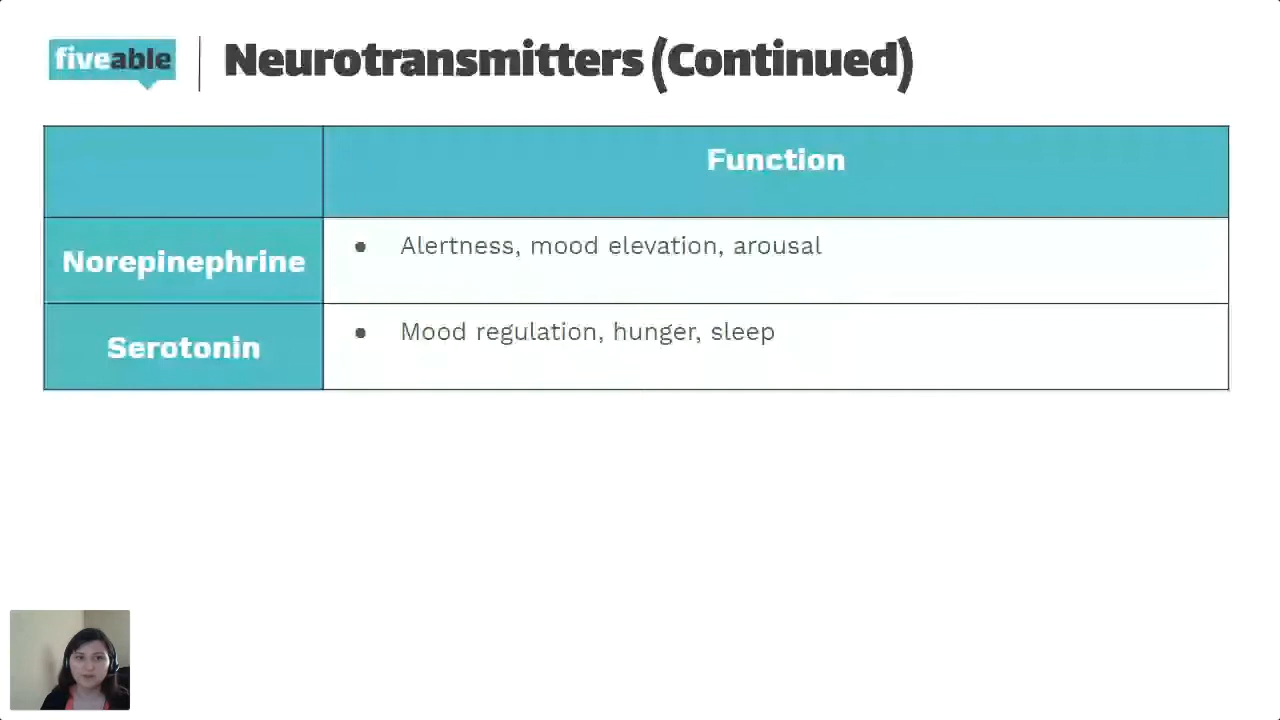 fiveable
Neurotransmitters (Continued)
Function
Norepinephrine
● Alertness, mood elevation, arousal
Serotonin
● Mood regulation, hunger, sleep